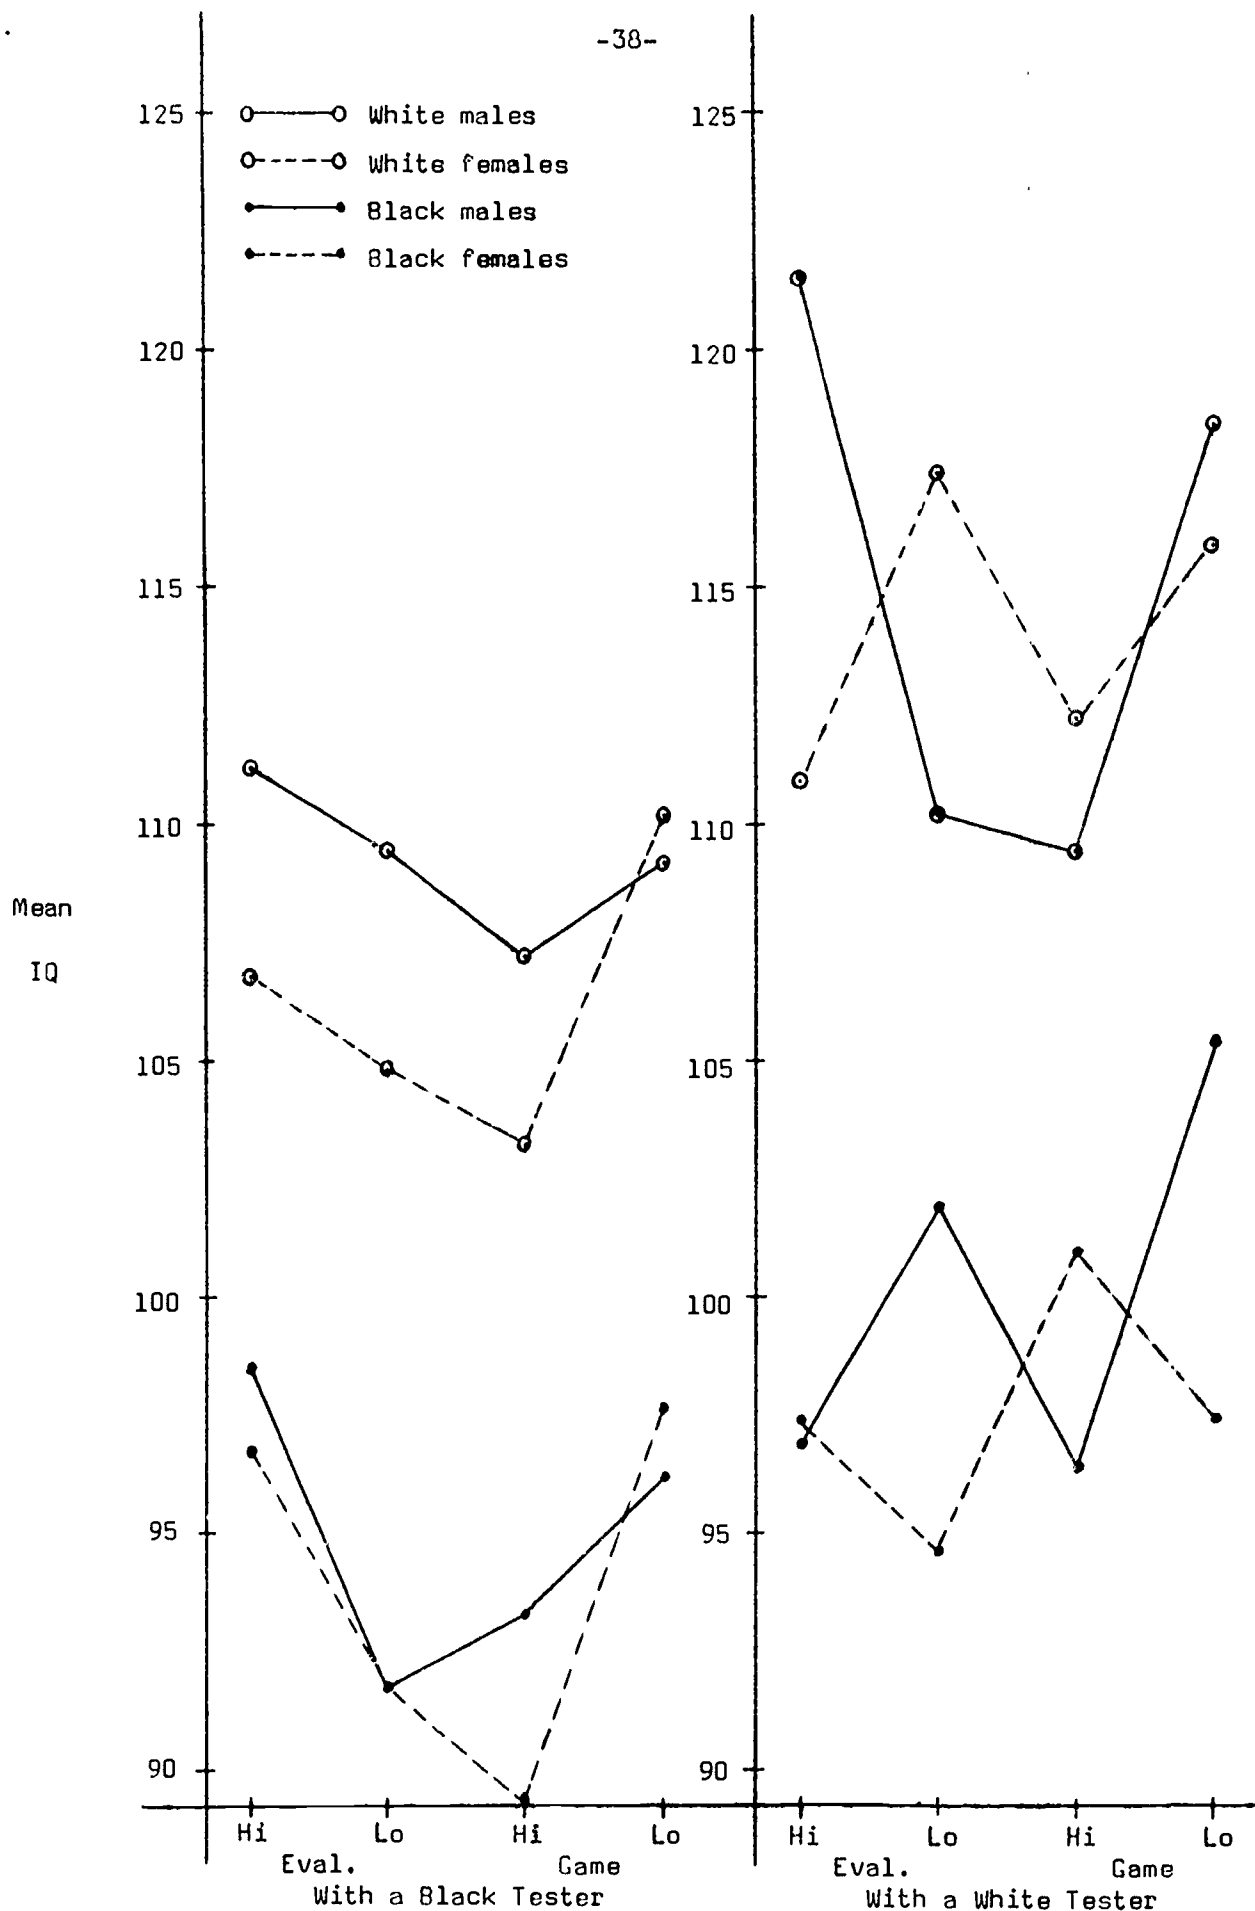 -38-
125
White males
White females
Black males
Black females
120
115
110
105
100
95
90
Mean
IQ
Hi Lo Hi Lo
Eval. Game
With a Black Tester
125
120
115
110
105
100
95
90
Hi Lo Hi Lo
Eval. Game
With a White Tester